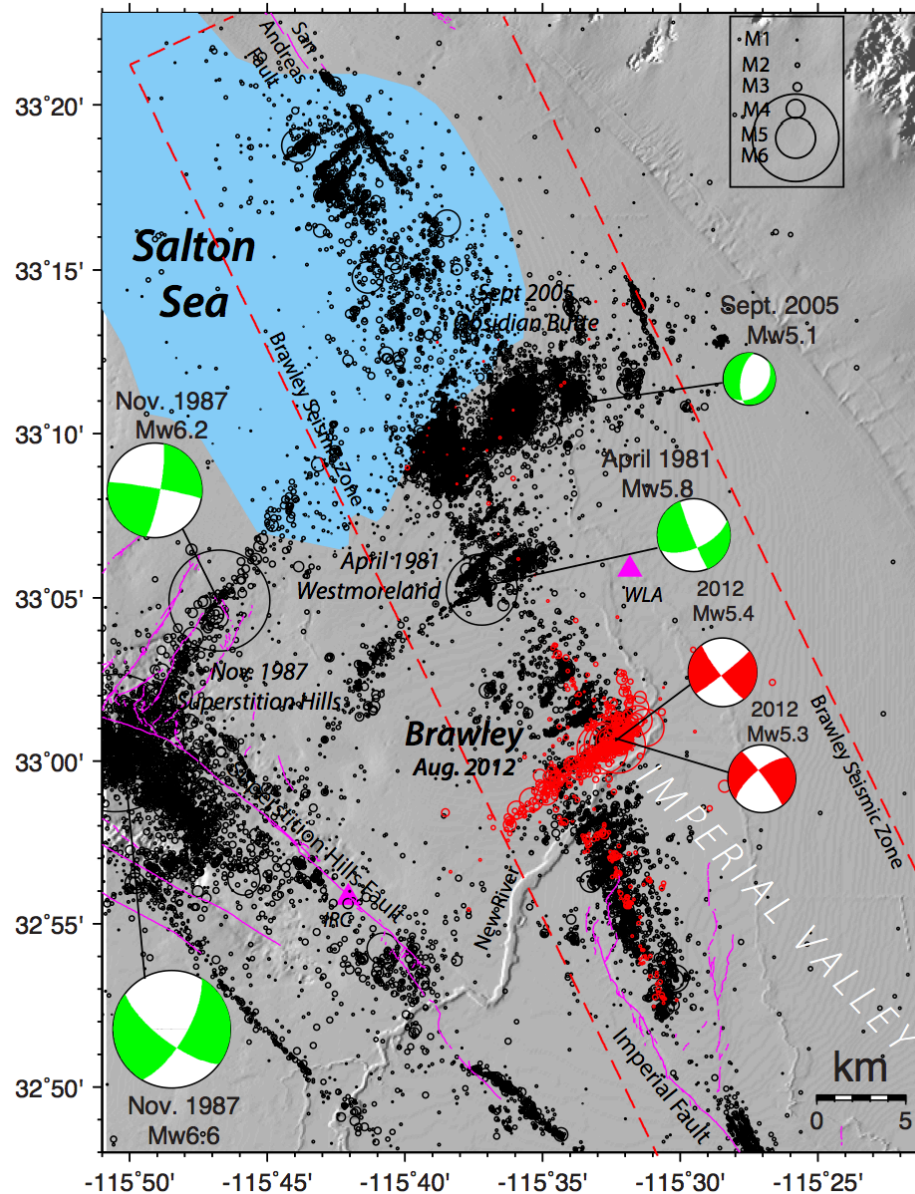 San
Andreas
Fault
M1
M2
M3
M4
M5
M6
33˚20'
Salton
Sea
33˚15'
Sept 2005
Obsidian Butte
Sept. 2005
Mw5.1
Brawley Seismic Zone
Nov. 1987
Mw6.2
33˚10'
April 1981
Mw5.8
April 1981
Westmoreland
WLA
2012
Mw5.4
33˚05'
Nov. 1987
Superstition Hills
Brawley
Aug. 2012
2012
Mw5.3
Brawley Seismic Zone
33˚00'
IMPERIAL VALLEY
Hills Fault
IRC
New River
32˚55'
Imperial Fault
km
0 5
32˚50'
Nov. 1987
Mw6.6
-115˚50' -115˚45' -115˚40' -115˚35' -115˚30' -115˚25'